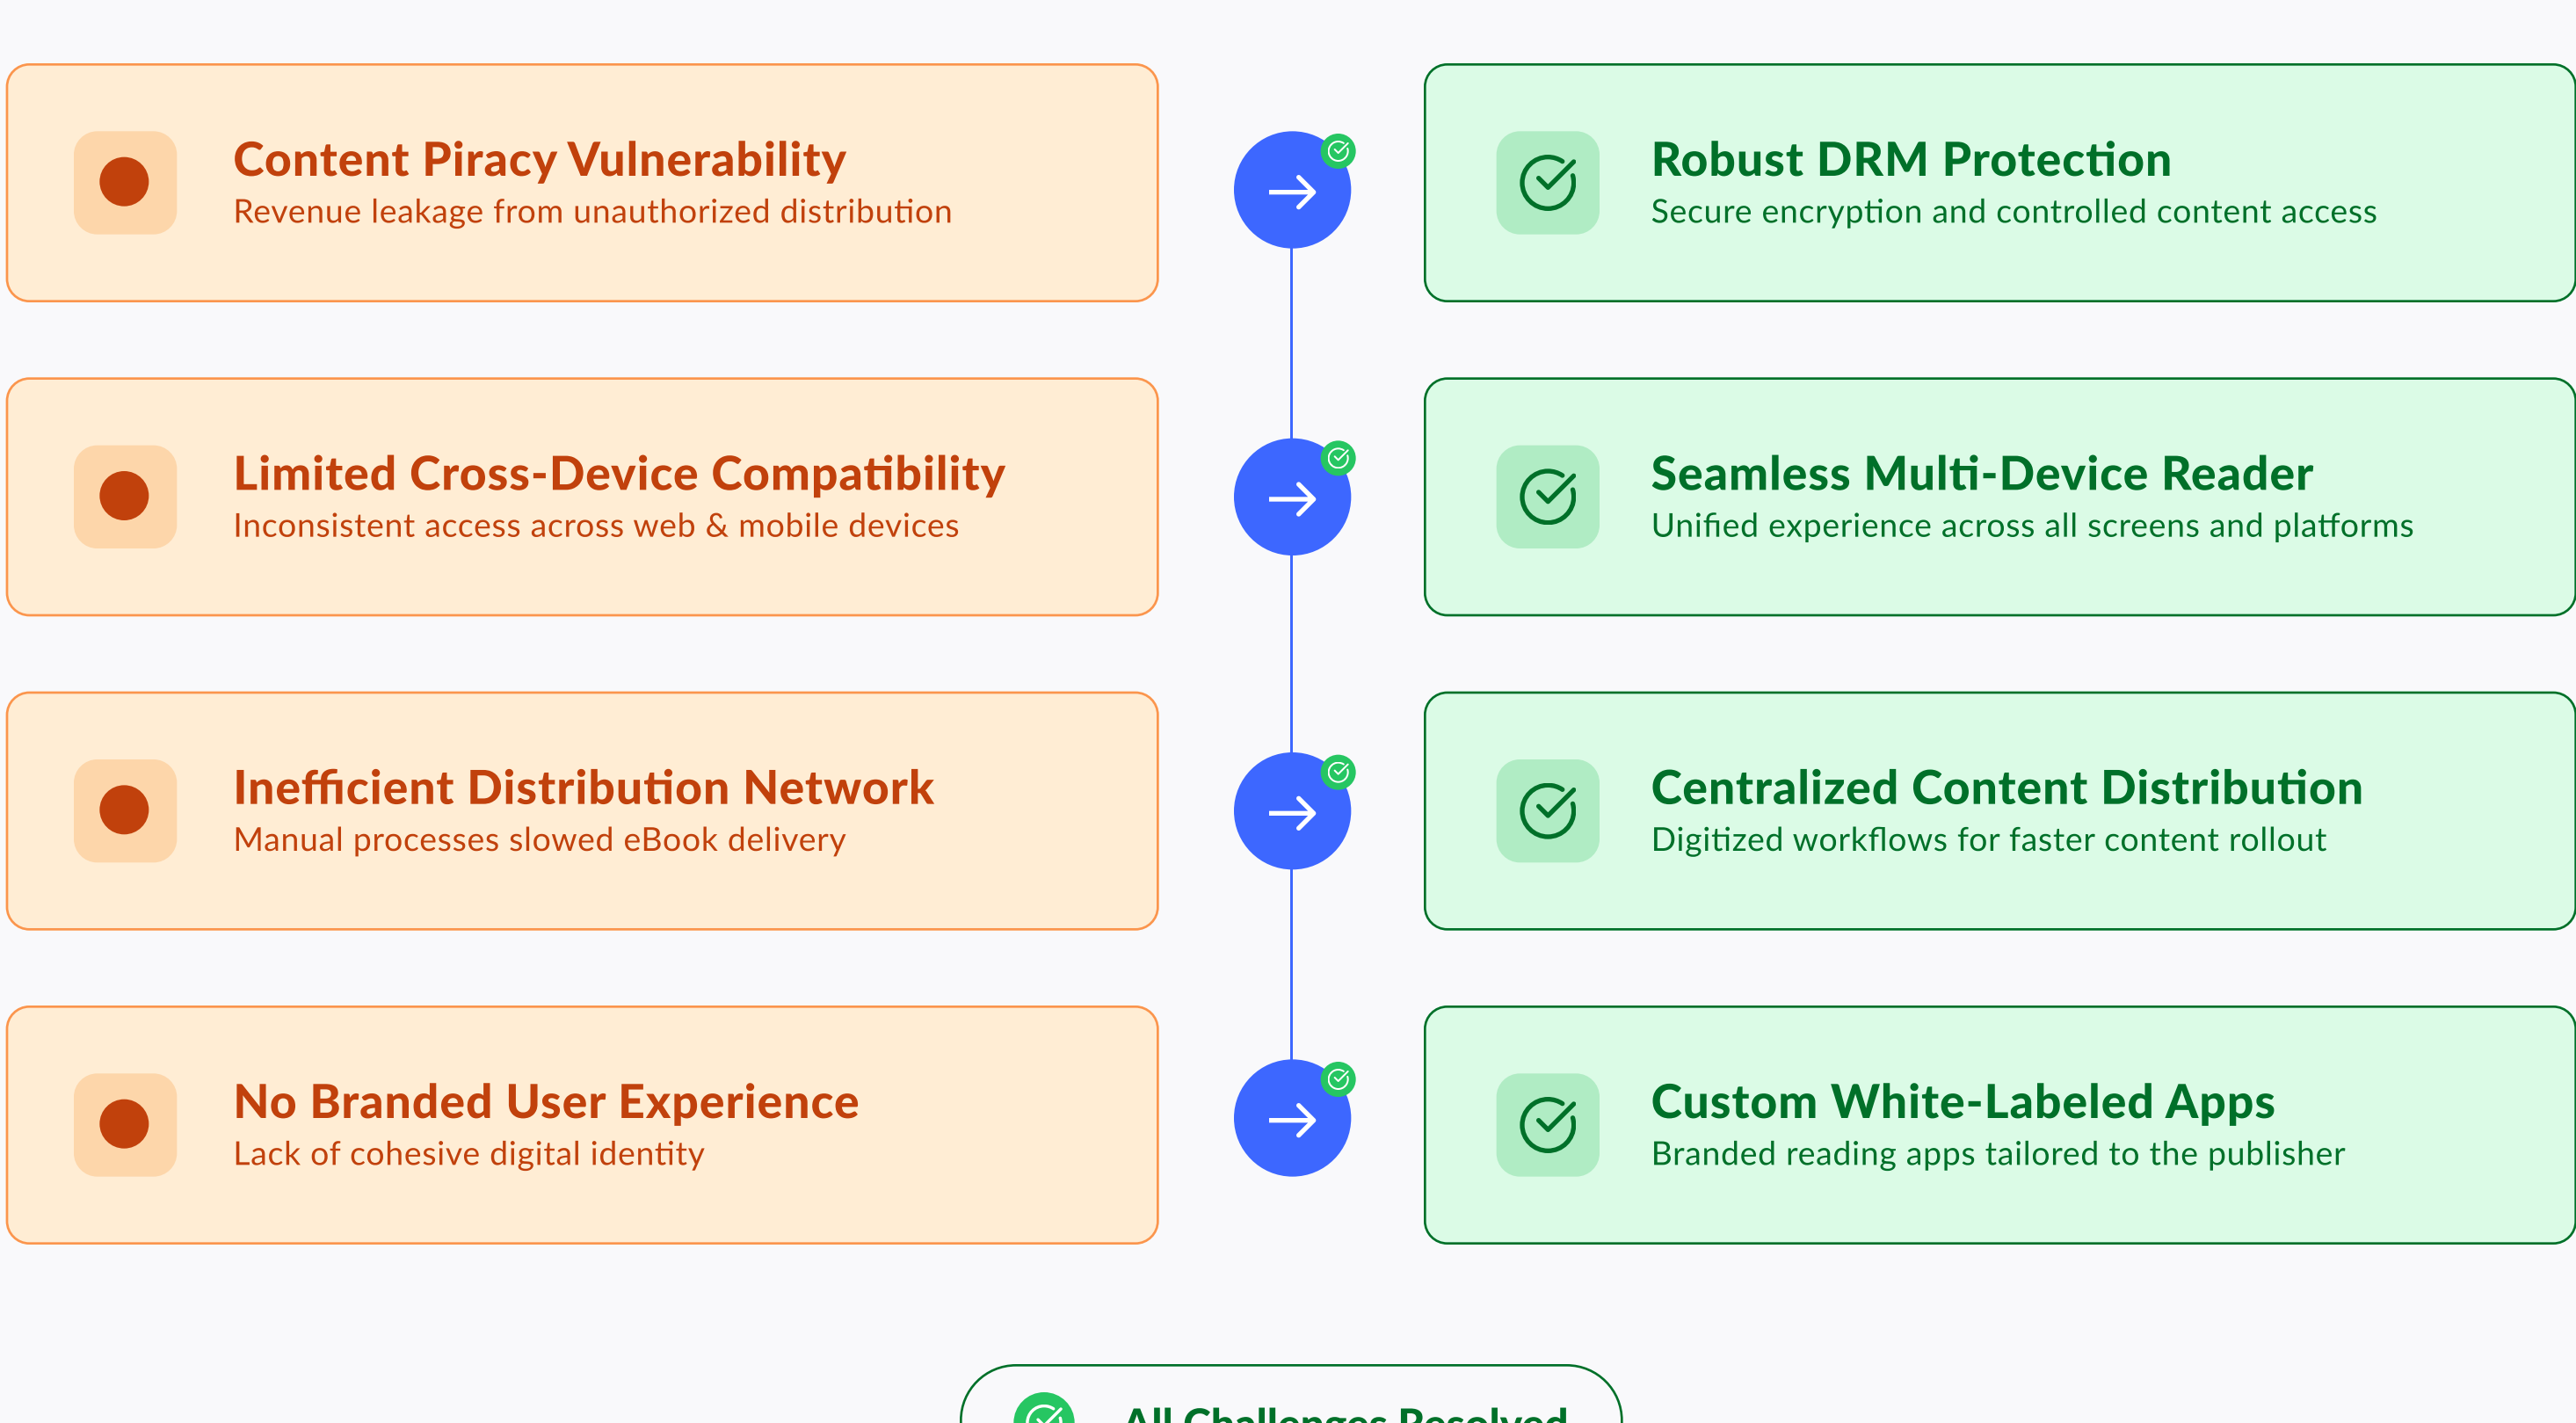 Content Piracy Vulnerability
Revenue leakage from unauthorized distribution
Robust DRM Protection
Secure encryption and controlled content access
Limited Cross-Device Compatibility
Inconsistent access across web & mobile devices
Seamless Multi-Device Reader
Unified experience across all screens and platforms
Inefficient Distribution Network
Manual processes slowed eBook delivery
Centralized Content Distribution
Digitized workflows for faster content rollout
No Branded User Experience
Lack of cohesive digital identity
Custom White-Labeled Apps
Branded reading apps tailored to the publisher
All Challenges Resolved